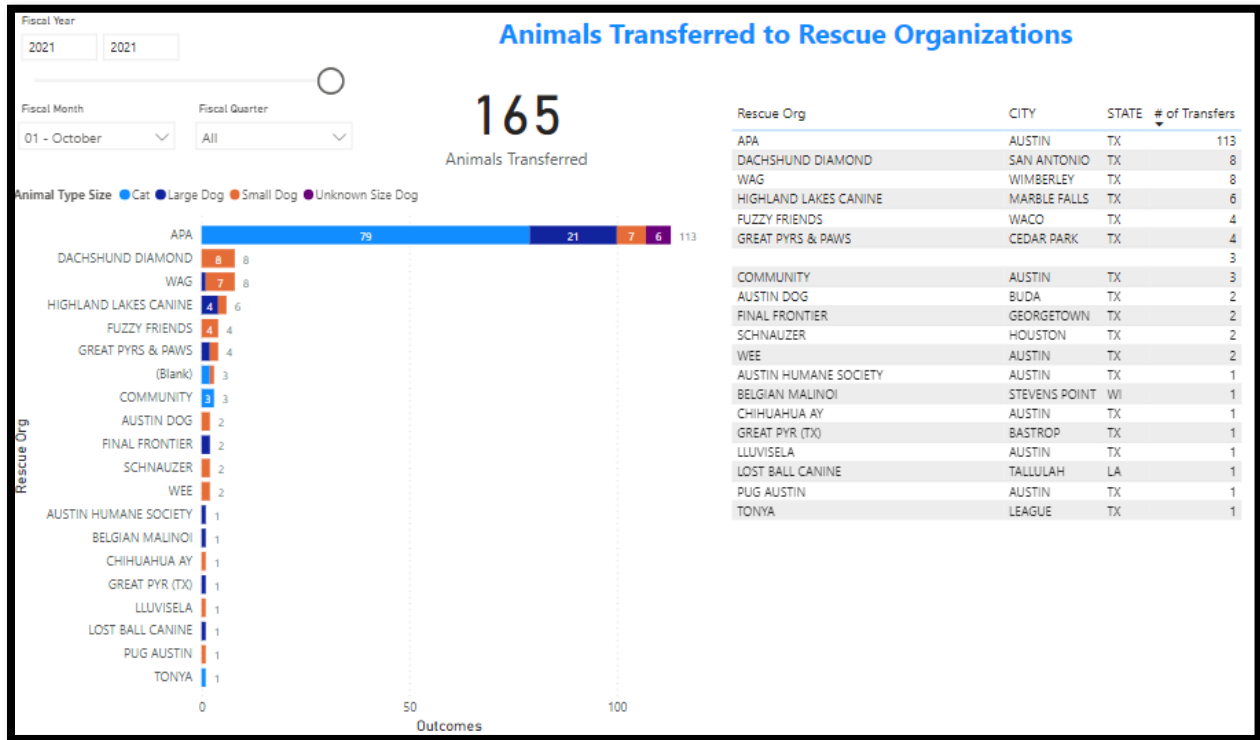 Fiscal Year
2021 2021
Animals Transferred to Rescue Organizations
Fiscal Month Fiscal Quarter
01 - October All
165
Animals Transferred
Animal Type Size Cat Large Dog Small Dog Unknown Size Dog
Rescue Org
APA 79 21 7 6 113
DACHSHUND DIAMOND 8 8
WAG 7 8
HIGHLAND LAKES CANINE 4 6
FUZZY FRIENDS 4 4
GREAT PYRS & PAWS 4
(Blank) 3
COMMUNITY 3 3
AUSTIN DOG 2
FINAL FRONTIER 2
SCHNAUZER 2
WEE 2
AUSTIN HUMANE SOCIETY 1
BELGIAN MALINOI 1
CHIHUAHUA AY 1
GREAT PYR (TX) 1
LLUVISELA 1
LOST BALL CANINE 1
PUG AUSTIN 1
TONYA 1
0 50 100
Outcomes
Rescue Org CITY STATE # of Transfers
APA AUSTIN TX 113
DACHSHUND DIAMOND SAN ANTONIO TX 8
WAG WIMBERLEY TX 8
HIGHLAND LAKES CANINE MARBLE FALLS TX 6
FUZZY FRIENDS WACO TX 4
GREAT PYRS & PAWS CEDAR PARK TX 4
3
COMMUNITY AUSTIN TX 3
AUSTIN DOG BUDA TX 2
FINAL FRONTIER GEORGETOWN TX 2
SCHNAUZER HOUSTON TX 2
WEE AUSTIN TX 2
AUSTIN HUMANE SOCIETY AUSTIN TX 1
BELGIAN MALINOI STEVENS POINT WI 1
CHIHUAHUA AY AUSTIN TX 1
GREAT PYR (TX) BASTROP TX 1
LLUVISELA AUSTIN TX 1
LOST BALL CANINE TALLULAH LA 1
PUG AUSTIN AUSTIN TX 1
TONYA LEAGUE TX 1